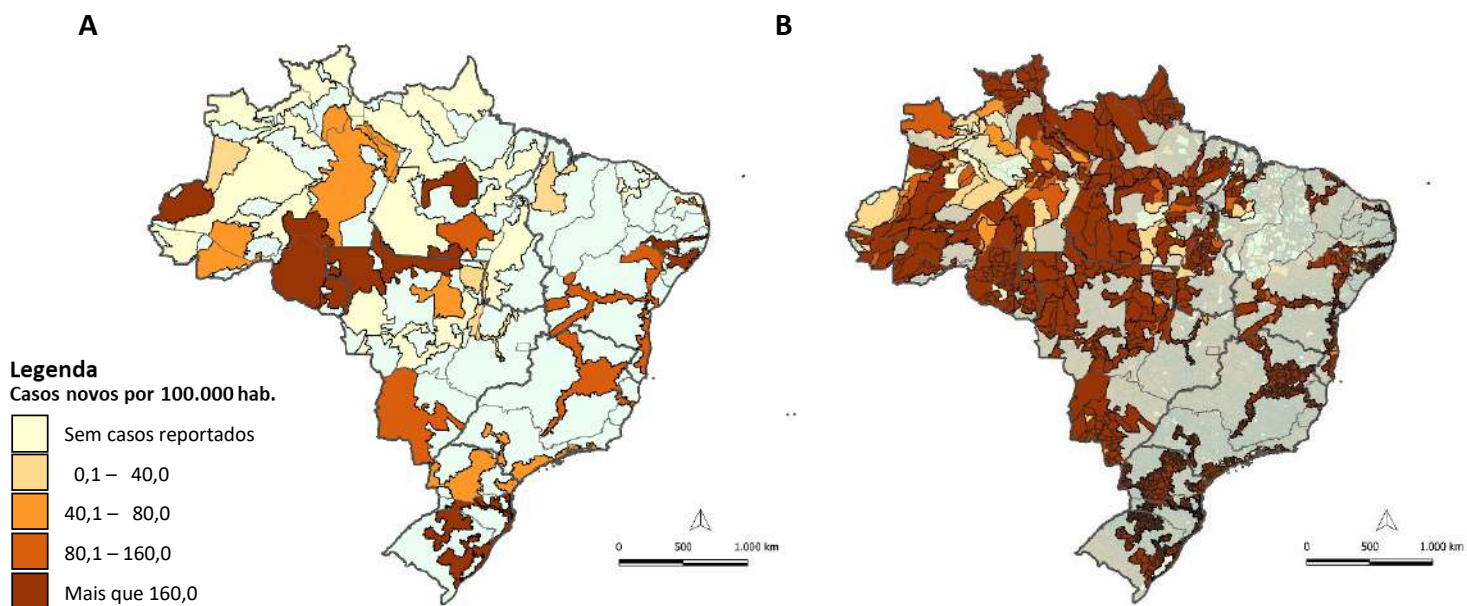 A
B
Legenda
Casos novos por 100.000 hab.
Sem casos reportados
0,1 – 40,0
40,1 – 80,0
80,1 – 160,0
Mais que 160,0
0 500 1.000 km
0 500 1.000 km